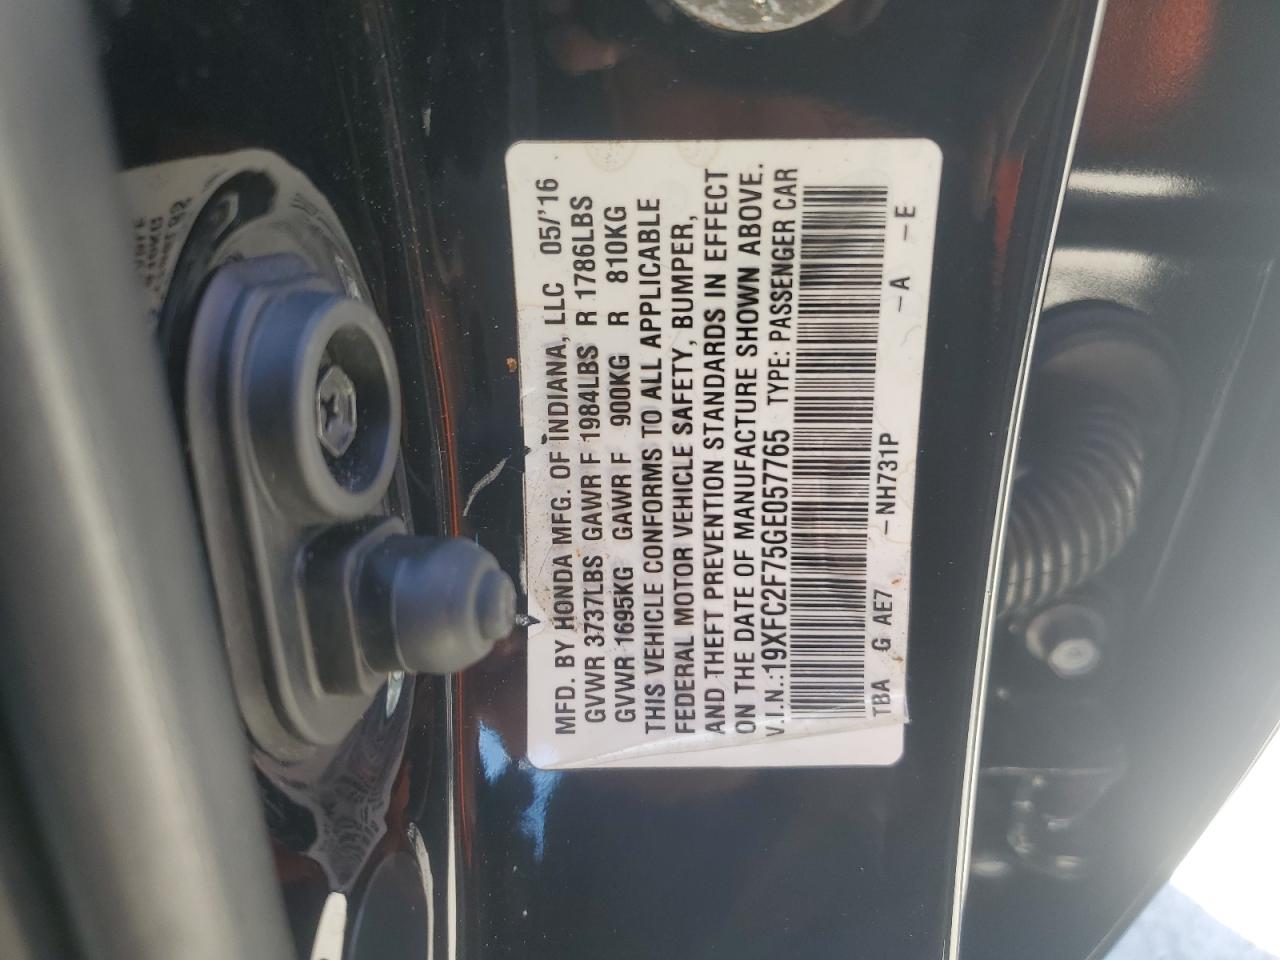 MFD. BY HONDA MFG. OF INDIANA, LLC 05/'16
GVWR 3737LBS GAWR F 1984LBS R 1786LBS
GVWR 1695KG GAWR F 900KG R 810KG
THIS VEHICLE CONFORMS TO ALL APPLICABLE
FEDERAL MOTOR VEHICLE SAFETY, BUMPER,
AND THEFT PREVENTION STANDARDS IN EFFECT
ON THE DATE OF MANUFACTURE SHOWN ABOVE.
V.I.N.:19XFC2F75GE057765 TYPE: PASSENGER CAR
TBA G AE7 -NH731P -A -E